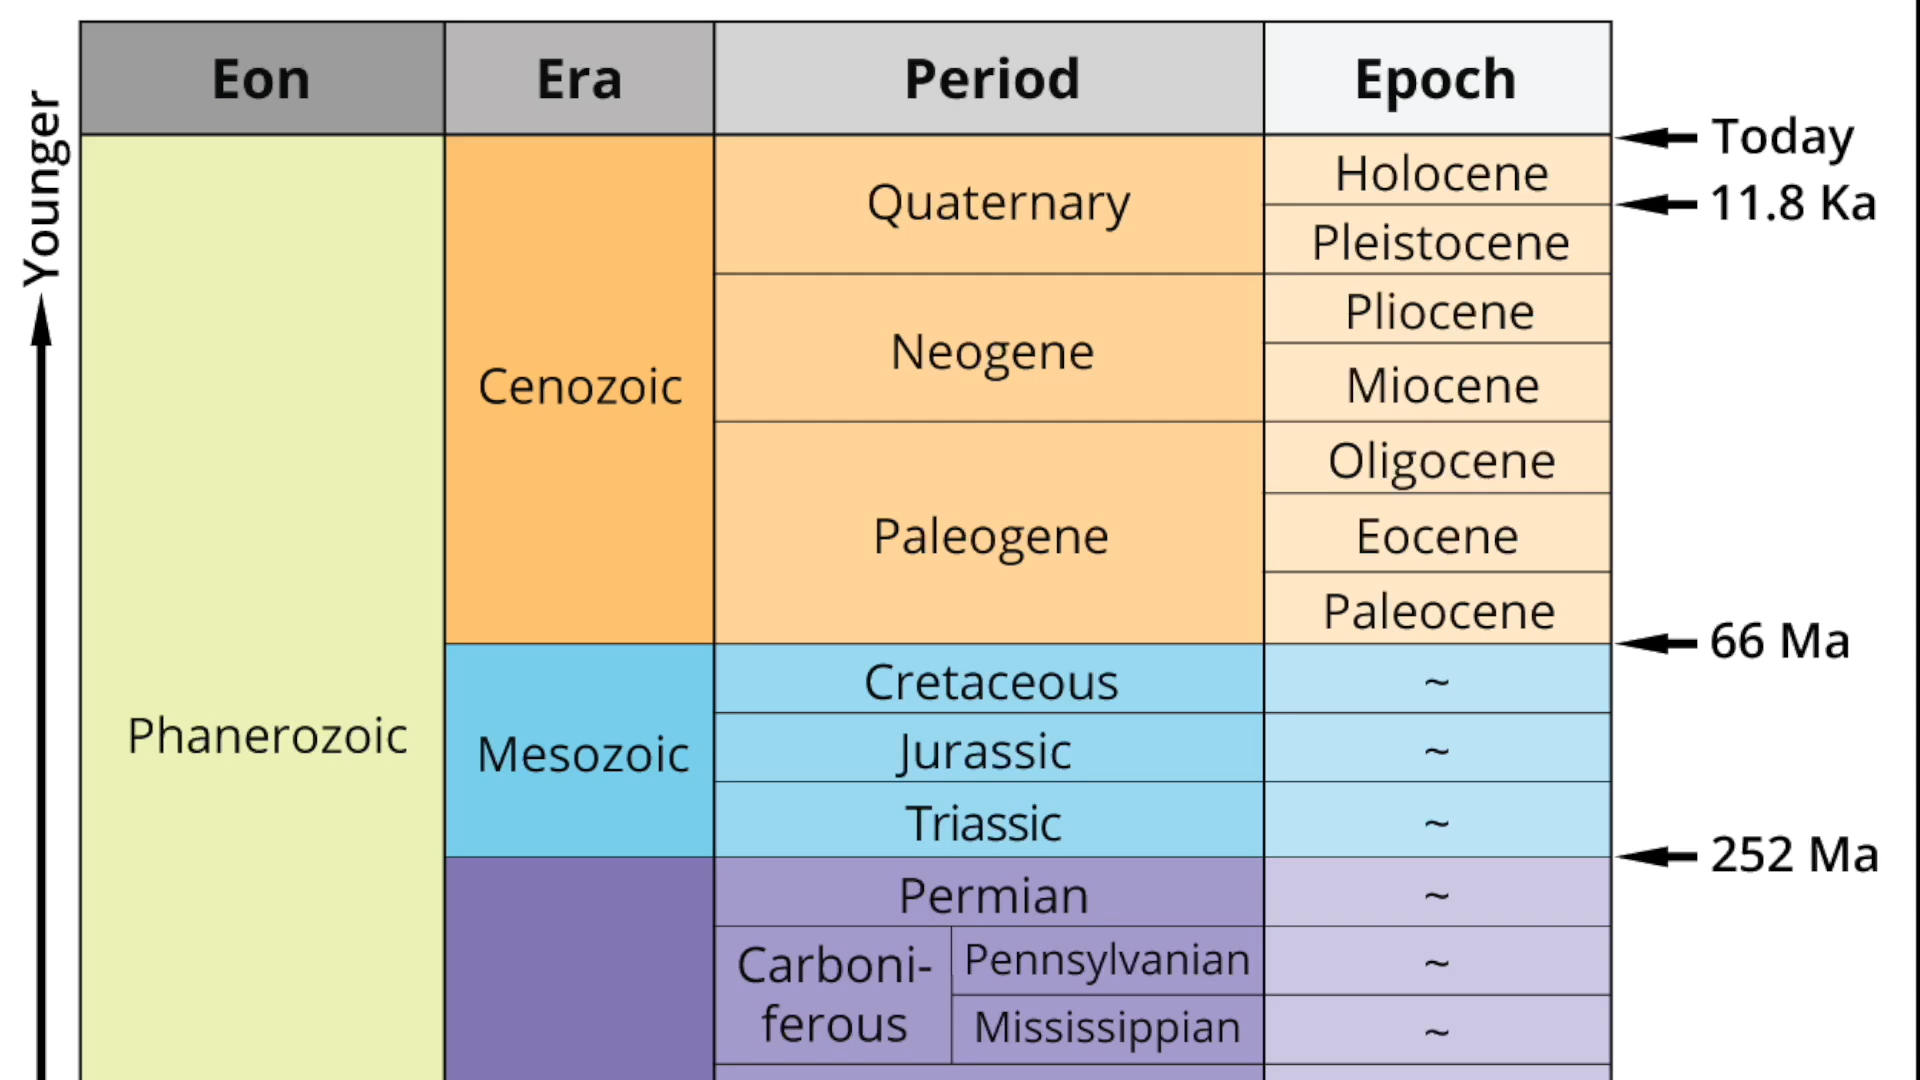 Eon Era Period Epoch
Younger
Today
Holocene
Quaternary
11.8 Ka
Pleistocene
Pliocene
Neogene
Miocene
Cenozoic
Oligocene
Paleogene
Eocene
Paleocene
66 Ma
Cretaceous ~
Phanerozoic
Mesozoic
Jurassic ~
Triassic ~
252 Ma
Permian ~
Carboni-
ferous
Pennsylvanian ~
Mississippian ~